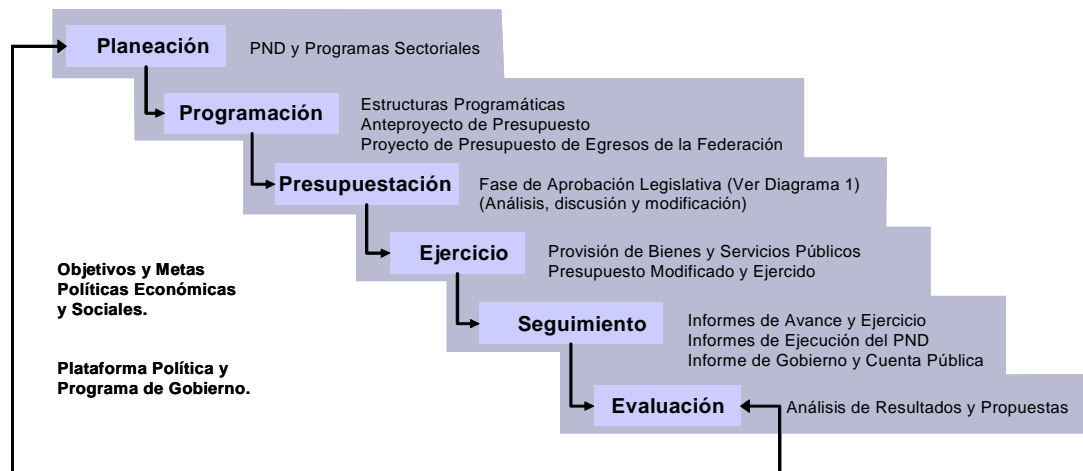 Planeación
PND y Programas Sectoriales
Programación
Estructuras Programáticas
Anteproyecto de Presupuesto
Proyecto de Presupuesto de Egresos de la Federación
Presupuestación
Fase de Aprobación Legislativa (Ver Diagrama 1)
(Análisis, discusión y modificación)
Ejercicio
Provisión de Bienes y Servicios Públicos
Presupuesto Modificado y Ejercido
Objetivos y Metas
Políticas Económicas
y Sociales.
Seguimiento
Informes de Avance y Ejercicio
Informes de Ejecución del PND
Informe de Gobierno y Cuenta Pública
Plataforma Política y
Programa de Gobierno.
Evaluación
Análisis de Resultados y Propuestas